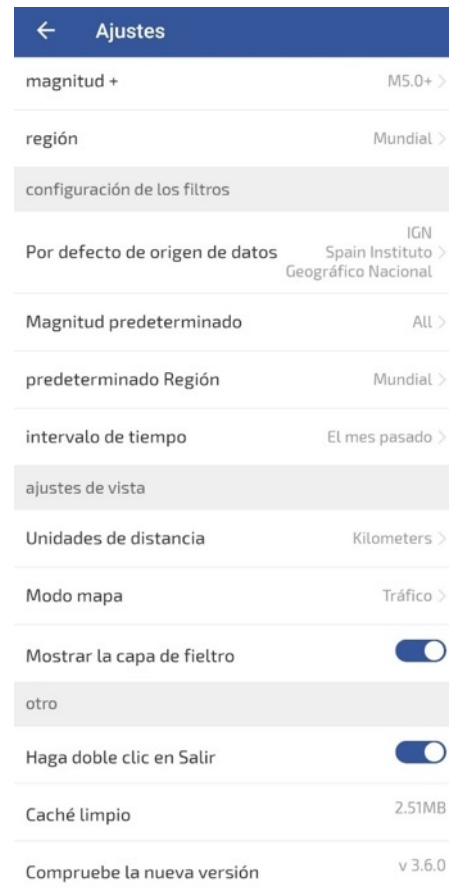 Ajustes
magnitud + M5.0+
región Mundial
configuración de los filtros
IGN
Por defecto de origen de datos Spain Instituto
Geográfico Nacional
Magnitud predeterminado All
predeterminado Región Mundial
intervalo de tiempo El mes pasado
ajustes de vista
Unidades de distancia Kilometers
Modo mapa Tráfico
Mostrar la capa de fieltro
otro
Haga doble clic en Salir
Caché limpio 2.51MB
Compruebe la nueva versión v 3.6.0